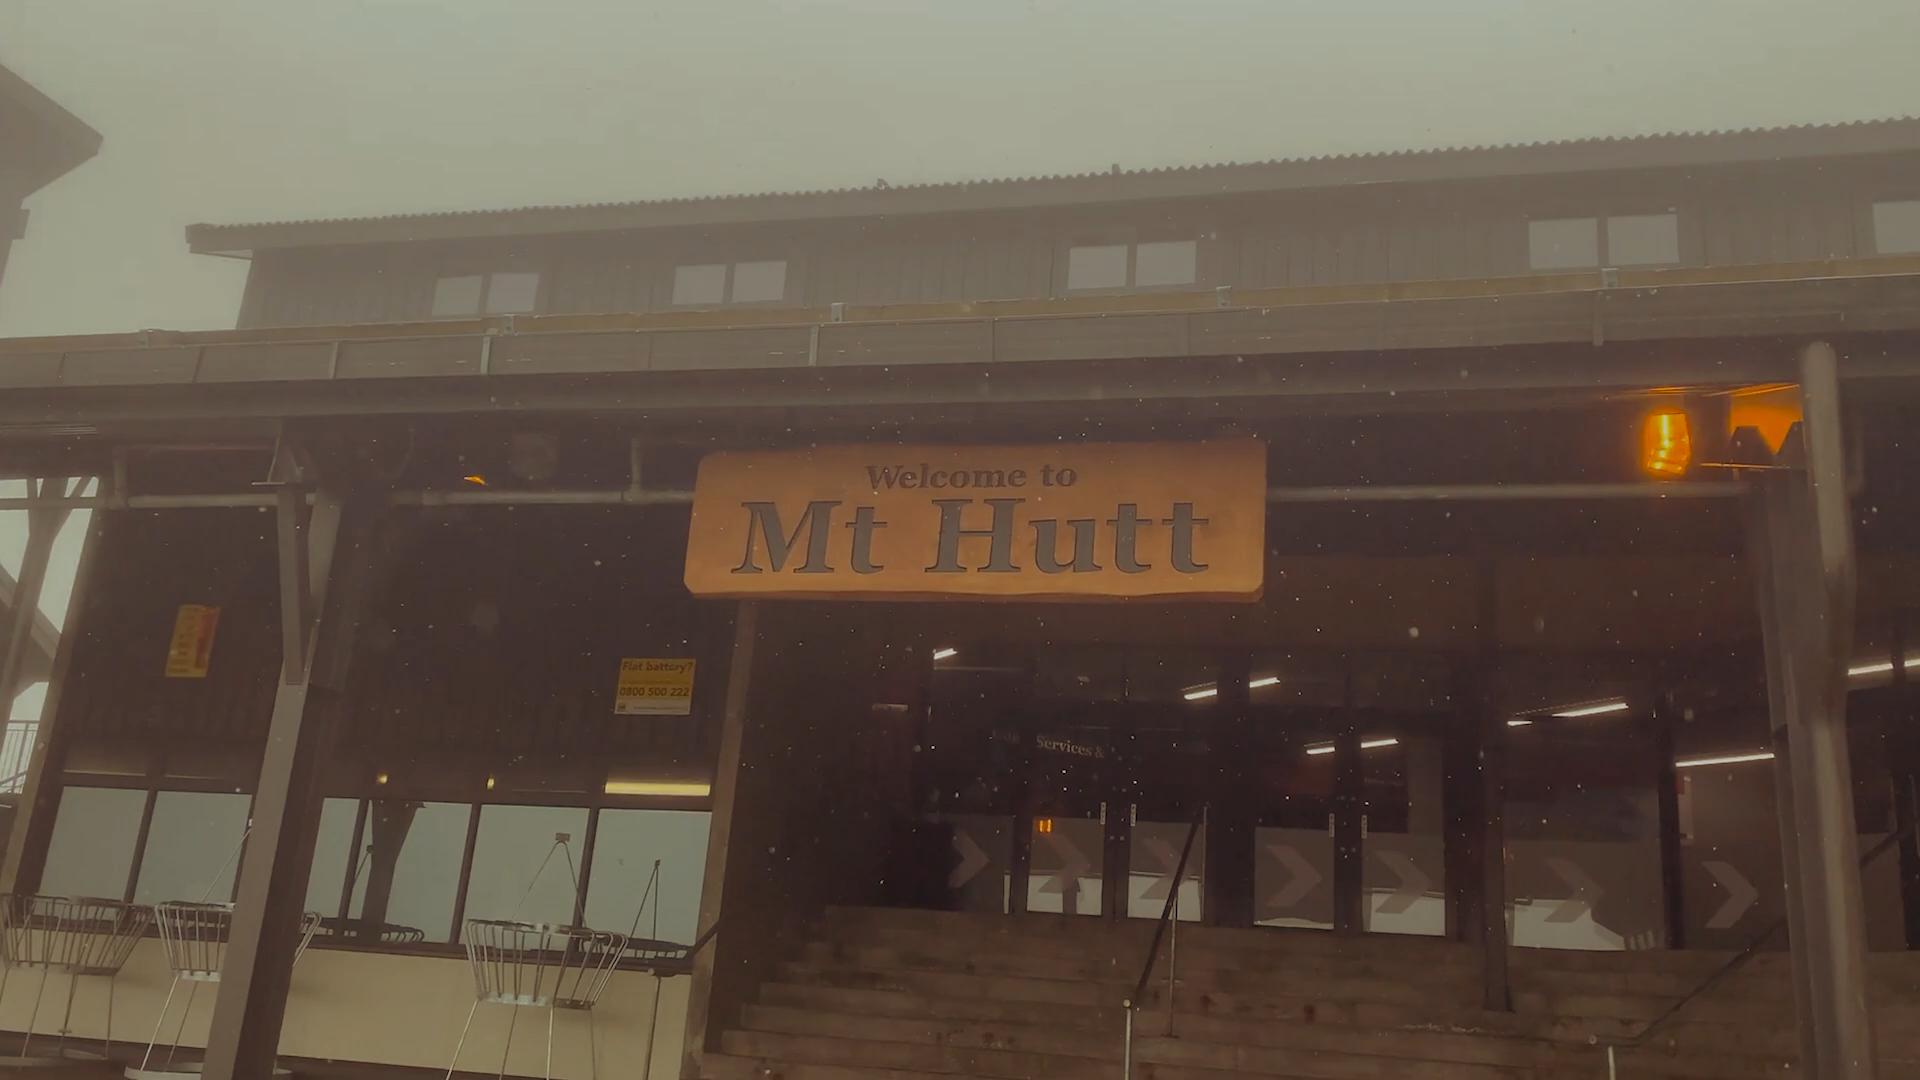 Welcome to
Mt Hutt
Flat battery?
0800 500 222
Services &